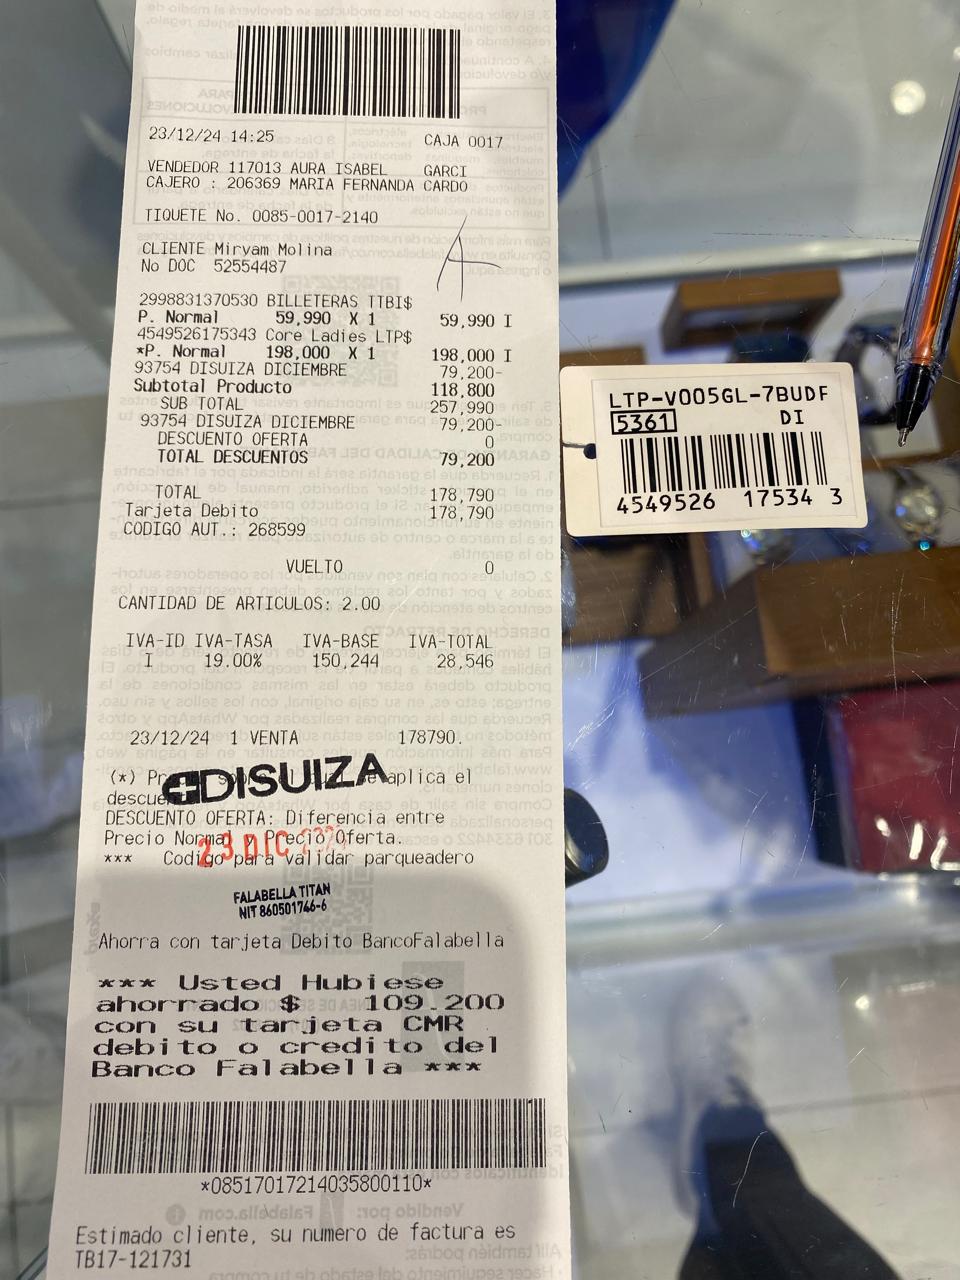 23/12/24 14:25 CAJA 0017
VENDEDOR 117013 AURA ISABEL GARCI
CAJERO : 206369 MARIA FERNANDA CARDO
TIQUETE No. 0085-0017-2140
CLIENTE Miryam Molina
No DOC 52554487
2998831370530 BILLETERAS TTBI$
P. Normal 59,990 X 1 59,990 I
4549526175343 Core Ladies LTP$
*P. Normal 198,000 X 1 198,000 I
93754 DISUIZA DICIEMBRE 79,200-
Subtotal Producto 118,800
SUB TOTAL 257,990
93754 DISUIZA DICIEMBRE 79,200-
DESCUENTO OFERTA 0
TOTAL DESCUENTOS 79,200
TOTAL 178,790
Tarjeta Debito 178,790
CODIGO AUT.: 268599
VUELTO 0
CANTIDAD DE ARTICULOS: 2.00
IVA-ID IVA-TASA IVA-BASE IVA-TOTAL
I 19.00% 150,244 28,546
23/12/24 1 VENTA 178790.
(*) se aplica el
DISUIZA
DESCUENTO OFERTA: Diferencia entre
Precio Normal y Precio Oferta.
23 DIC
*** Codigo para validar parqueadero
FALABELLA TITAN
NIT 860501746-6
Ahorra con tarjeta Debito BancoFalabella
*** Usted Hubiese
ahorrado $ 109.200
con su tarjeta CMR
debito o credito del
Banco Falabella ***
*08517017214035800110*
Estimado cliente, su numero de factura es
TB17-121731
LTP-V005GL-7BUDF
5361 DI
4549526 17534 3